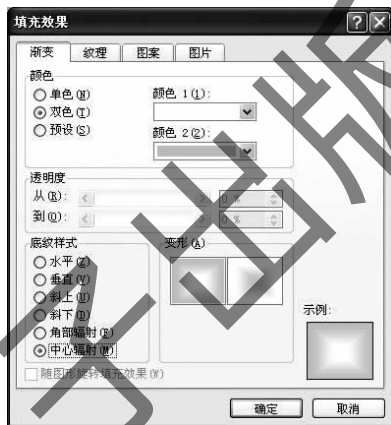 填充效果
渐变 纹理 图案 图片
颜色
单色(N) 颜色 1(1):
双色(T)
预设(S) 颜色 2(2):
透明度
从(R): 0 %
到(O): 0 %
底纹样式 变形(A)
水平(Z)
垂直(V)
斜上(U)
斜下(D)
角部辐射(F) 示例:
中心辐射(M)
随图形旋转填充效果(W)
确定 取消